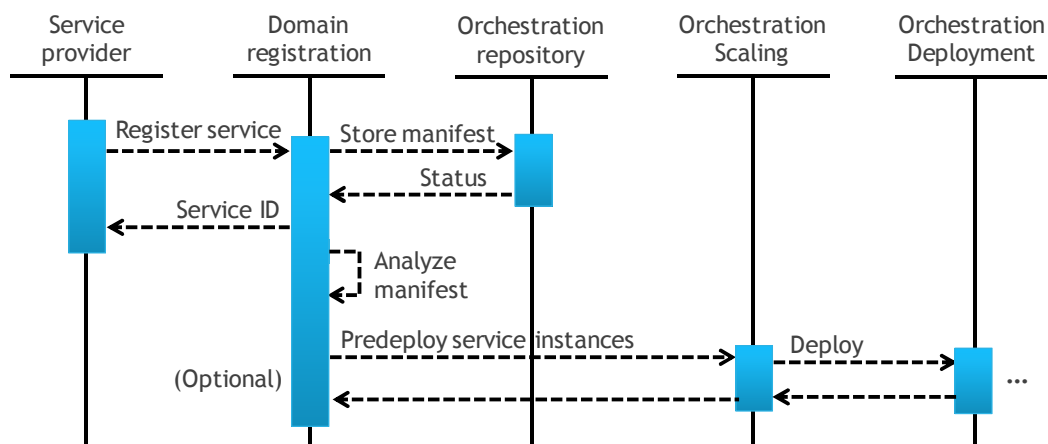 Service
provider
Domain
registration
Orchestration
repository
Orchestration
Scaling
Orchestration
Deployment
Register service
Store manifest
Status
Service ID
Analyze
manifest
Predeploy service instances
Deploy
(Optional)
...